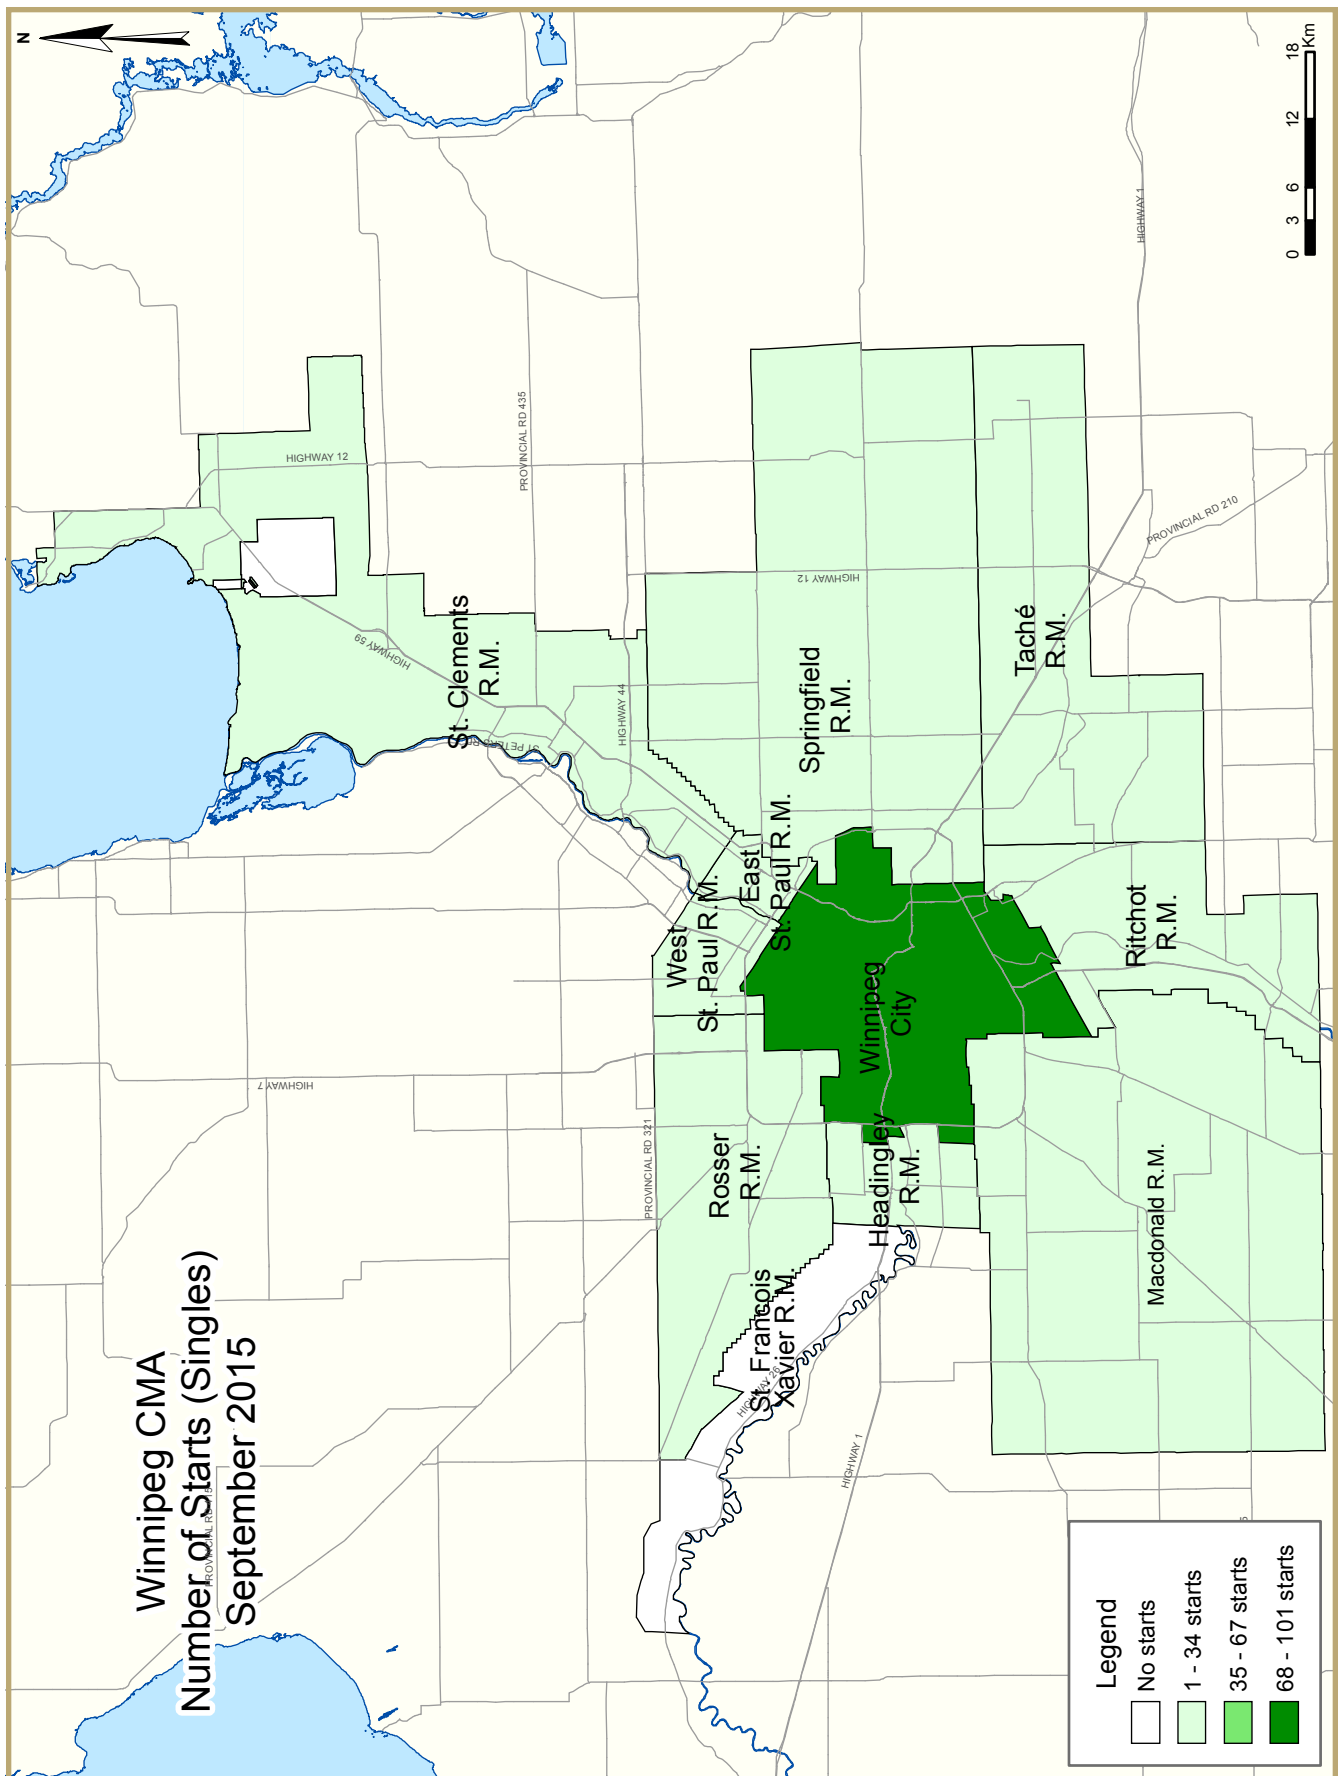 Winnipeg CMA
Number of Starts (Singles)
September 2015
N
PROVINCIAL RD 435
HIGHWAY 12
HIGHWAY 59
St. Clements
R.M.
HIGHWAY 44
HIGHWAY 7
PROVINCIAL RD 321
West
St. Paul R.M.
East
St. Paul R.M.
Springfield
R.M.
HIGHWAY 12
Rosser
R.M.
St. Francois
Xavier R.M.
HIGHWAY 26
Headingley
R.M.
Winnipeg
City
HIGHWAY 1
HIGHWAY 1
Taché
R.M.
PROVINCIAL RD 210
Ritchot
R.M.
Macdonald R.M.
Legend
No starts
1 - 34 starts
35 - 67 starts
68 - 101 starts
0 3 6 12 18
Km